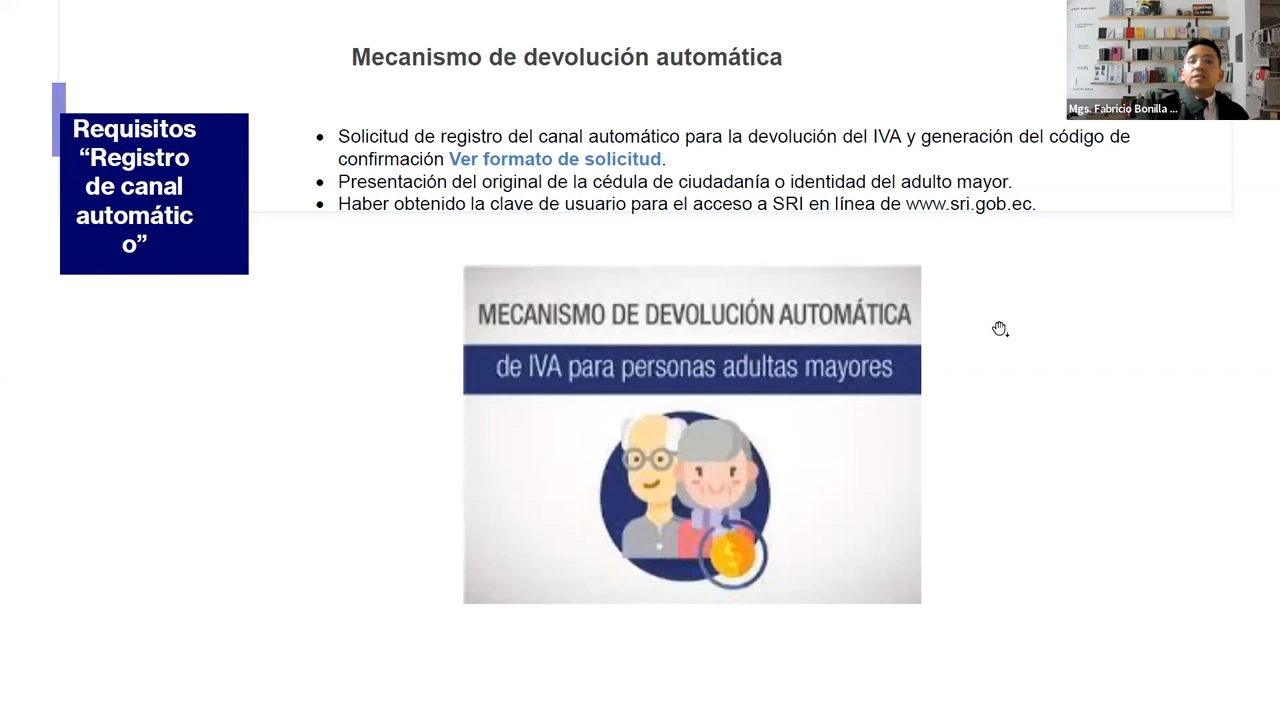 Mecanismo de devolución automática
Mgs. Fabricio Bonilla ...
Requisitos
“Registro
de canal
automátic
o”
• Solicitud de registro del canal automático para la devolución del IVA y generación del código de
confirmación Ver formato de solicitud.
• Presentación del original de la cédula de ciudadanía o identidad del adulto mayor.
• Haber obtenido la clave de usuario para el acceso a SRI en línea de www.sri.gob.ec.
MECANISMO DE DEVOLUCIÓN AUTOMÁTICA
de IVA para personas adultas mayores
$